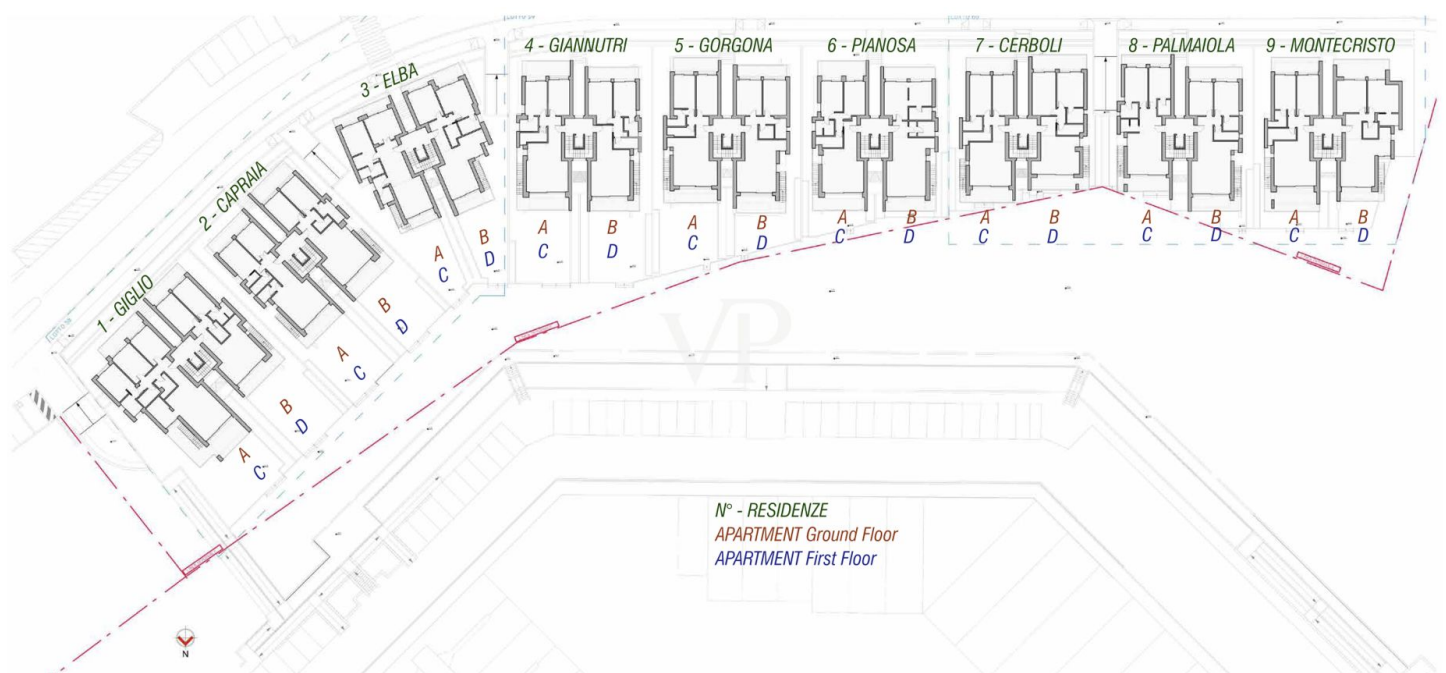 4 - GIANNUTRI
5 - GORGONA
6 - PIANOSA
7 - CERBOLI
8 - PALMAIOLA
9 - MONTECRISTO
3 - ELBA
2 - CAPRAIA
1 - GIGLIO
A
C
B
D
A
C
B
D
A
C
B
D
A
C
B
D
A
C
B
D
A
C
B
D
A
C
B
D
A
C
B
D
A
C
B
D
VP
N° - RESIDENZE
APARTMENT Ground Floor
APARTMENT First Floor
N